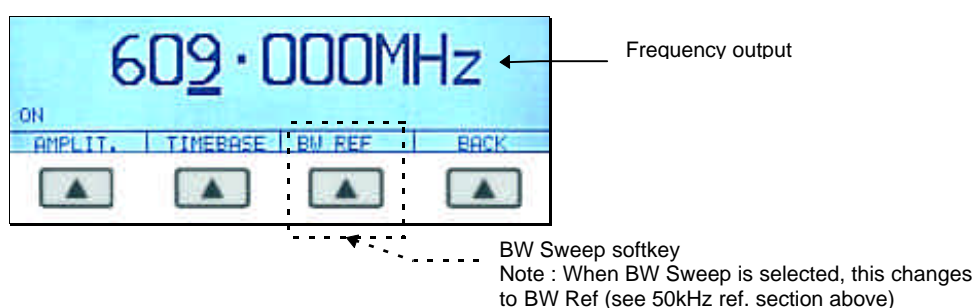 609.000MHz
Frequency output
ON
AMPLIT. | TIMEBASE | BW REF | BACK
BW Sweep softkey
Note : When BW Sweep is selected, this changes
to BW Ref (see 50kHz ref. section above)